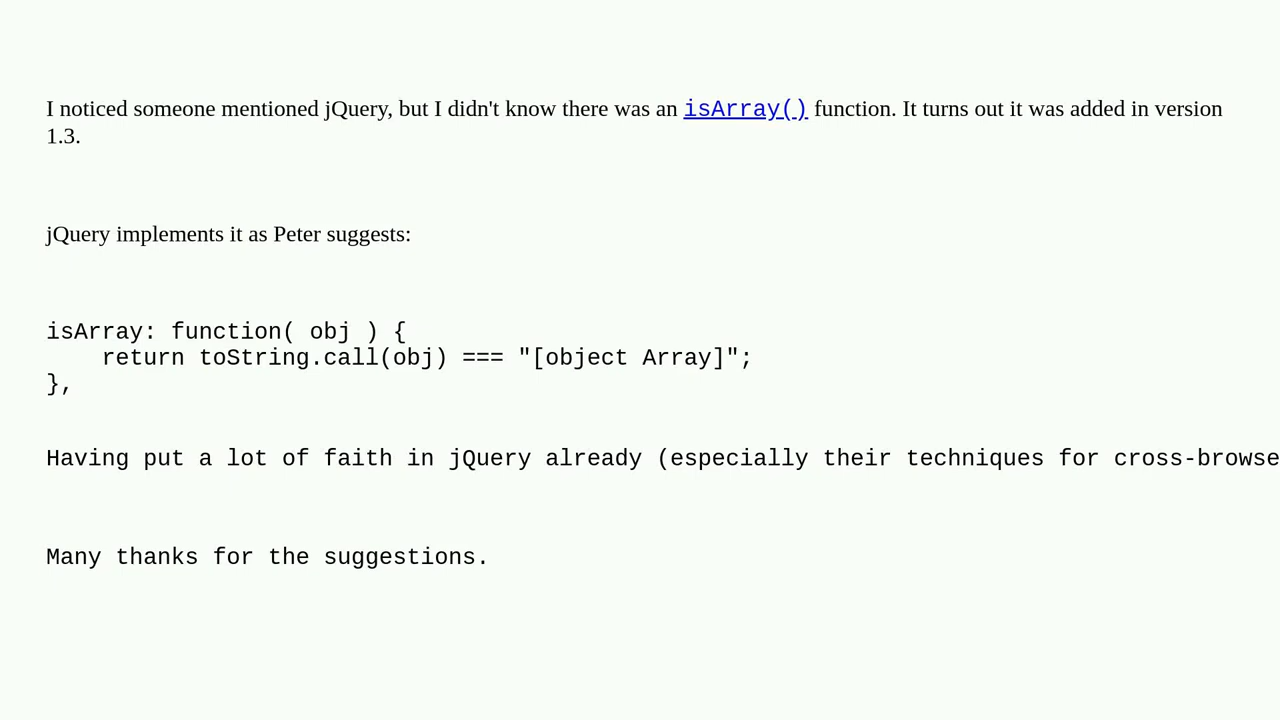 I noticed someone mentioned jQuery, but I didn't know there was an isArray() function. It turns out it was added in version
1.3.
jQuery implements it as Peter suggests:
isArray: function( obj ) {
    return toString.call(obj) === "[object Array]";
},
Having put a lot of faith in jQuery already (especially their techniques for cross-browse
Many thanks for the suggestions.